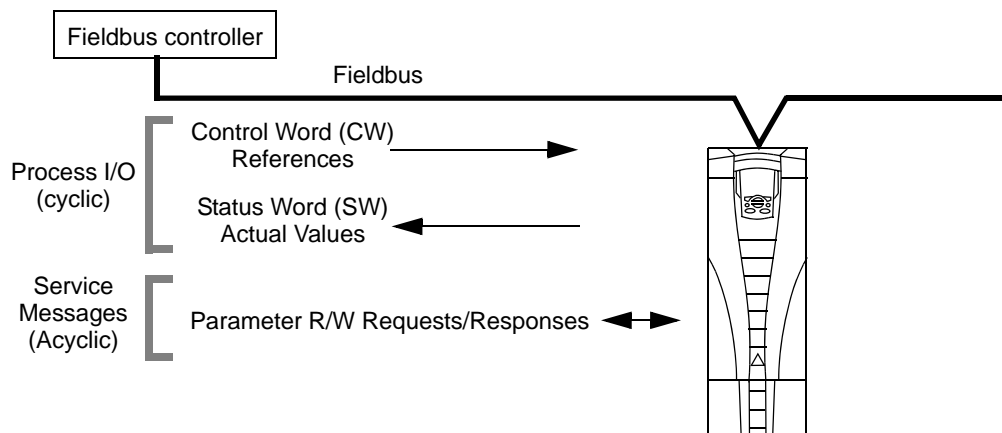 Fieldbus controller
Fieldbus
Process I/O
(cyclic)
Control Word (CW)
References
Status Word (SW)
Actual Values
Service
Messages
(Acyclic)
Parameter R/W Requests/Responses